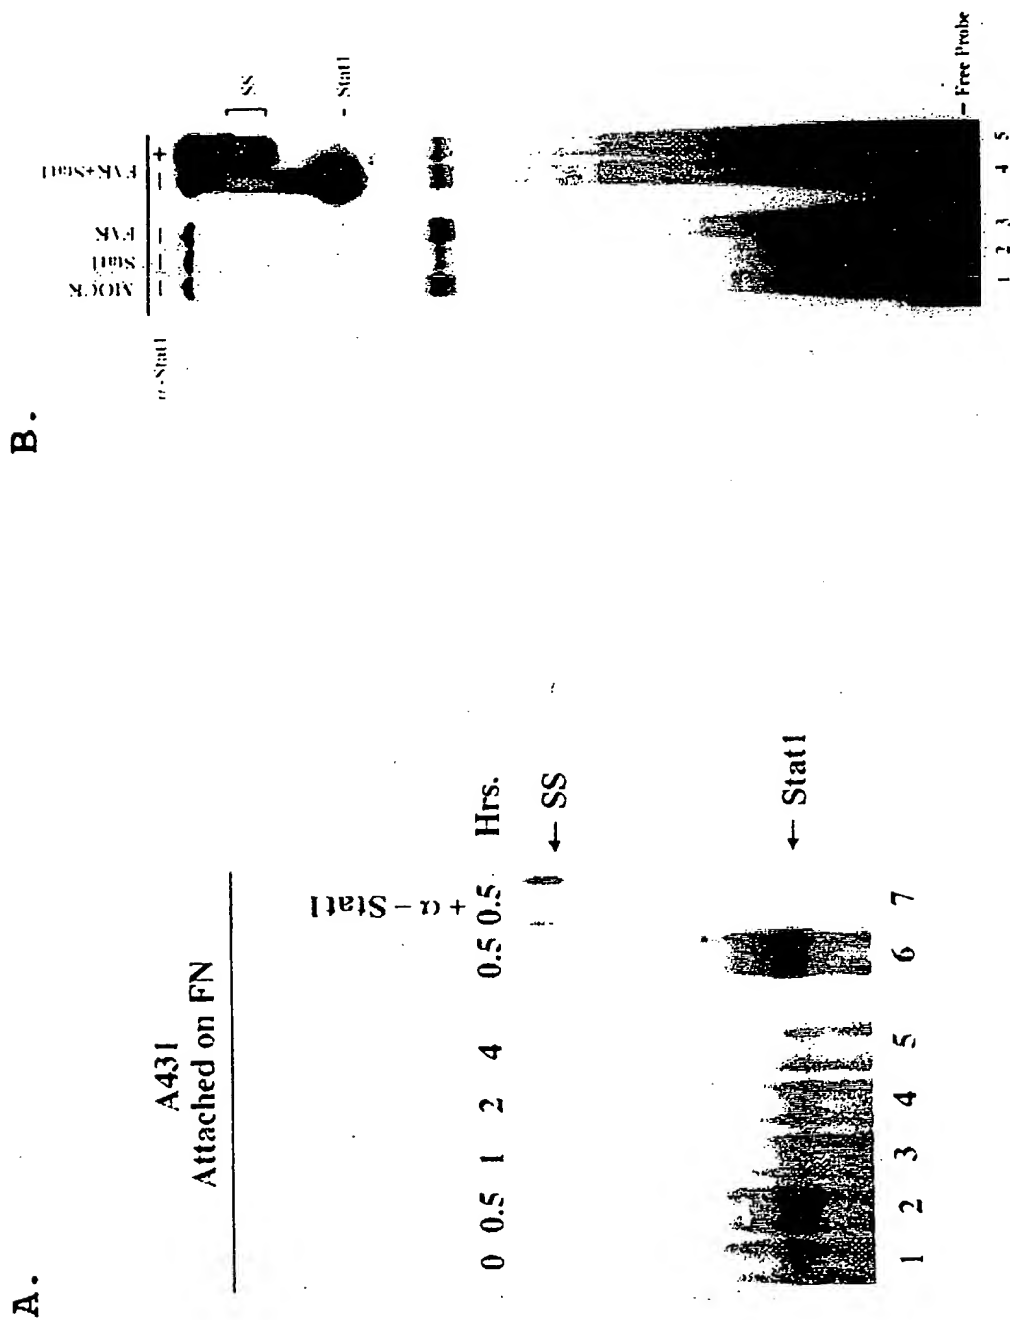 A.
A431
Attached on FN
+ α – Stat1
0 0.5 1 2 4 0.5 0.5 Hrs.
← SS
← Stat1
1 2 3 4 5 6 7
B.
MOCK
Stat1
FAK
FAK+Stat1
α-Stat1 – – – – +
SS
– Stat1
– Free Probe
1 2 3 4 5